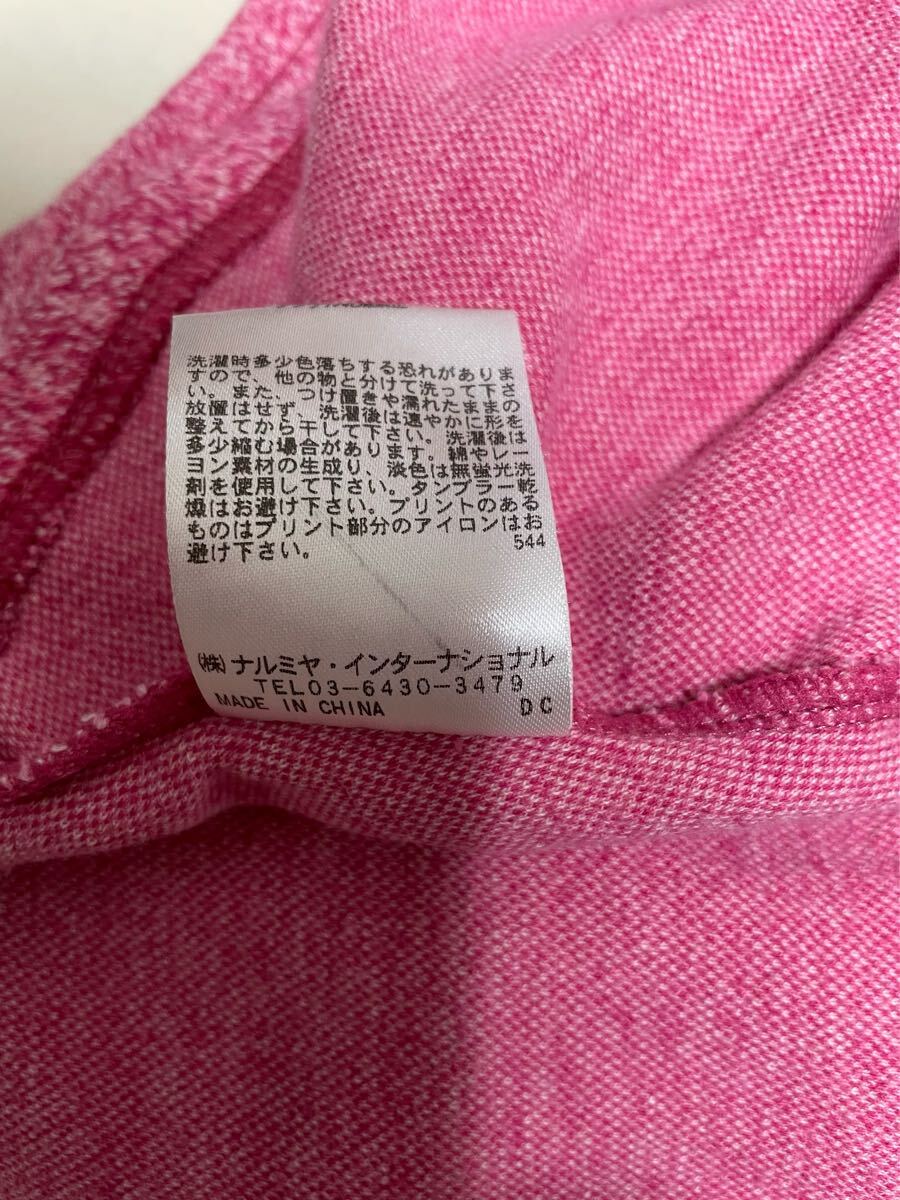 洗濯時多少色落ちする恐れがありま
すので、他の物と分けて洗って下さ
い。また、つけ置きや濡れたままの
放置はせず、洗濯後は速やかに形を
整えてから干して下さい。洗濯後は
多少縮む場合があります。綿やレー
ヨン素材の生成り、淡色は無蛍光洗
剤を使用して下さい。タンブラー乾
燥はお避け下さい。プリントのある
ものはプリント部分のアイロンはお
避け下さい。
544
㈱ナルミヤ・インターナショナル
TEL03-6430-3479
MADE IN CHINA DC